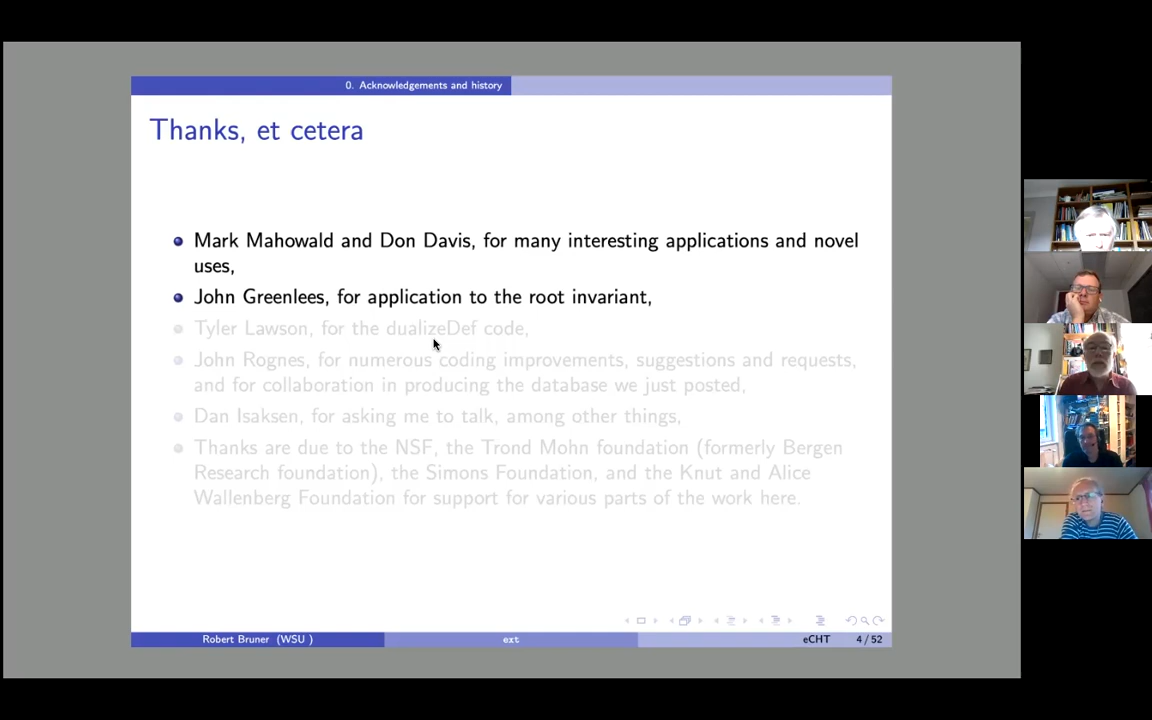 0. Acknowledgements and history
Thanks, et cetera
Mark Mahowald and Don Davis, for many interesting applications and novel
uses,
John Greenlees, for application to the root invariant,
Tyler Lawson, for the dualizeDef code,
John Rognes, for numerous coding improvements, suggestions and requests,
and for collaboration in producing the database we just posted,
Dan Isaksen, for asking me to talk, among other things,
Thanks are due to the NSF, the Trond Mohn foundation (formerly Bergen
Research foundation), the Simons Foundation, and the Knut and Alice
Wallenberg Foundation for support for various parts of the work here.
Robert Bruner (WSU )
ext
eCHT
4 / 52